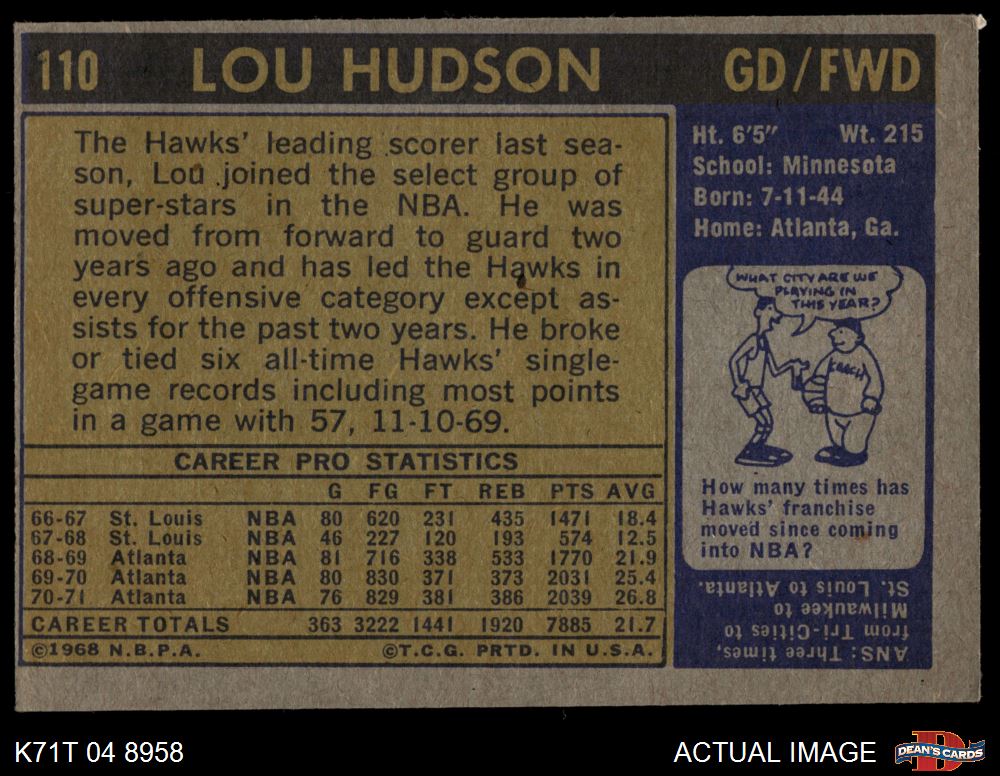 110 LOU HUDSON GD/FWD
The Hawks' leading scorer last sea-
son, Lou joined the select group of
super-stars in the NBA. He was
moved from forward to guard two
years ago and has led the Hawks in
every offensive category except as-
sists for the past two years. He broke
or tied six all-time Hawks' single-
game records including most points
in a game with 57, 11-10-69.
CAREER PRO STATISTICS
G FG FT REB PTS AVG
66-67 St. Louis NBA 80 620 231 435 1471 18.4
67-68 St. Louis NBA 46 227 120 193 574 12.5
68-69 Atlanta NBA 81 716 338 533 1770 21.9
69-70 Atlanta NBA 80 830 371 373 2031 25.4
70-71 Atlanta NBA 76 829 381 386 2039 26.8
CAREER TOTALS 363 3222 1441 1920 7885 21.7
©1968 N.B.P.A. ©T.C.G. PRTD. IN U.S.A.
Ht. 6'5" Wt. 215
School: Minnesota
Born: 7-11-44
Home: Atlanta, Ga.
WHAT CITY ARE WE
PLAYING IN
THIS YEAR?
COACH
How many times has
Hawks' franchise
moved since coming
into NBA?
ANS: Three times,
from Tri-Cities to
Milwaukee to
St. Louis to Atlanta.
K71T 04 8958 ACTUAL IMAGE DEAN'S CARDS